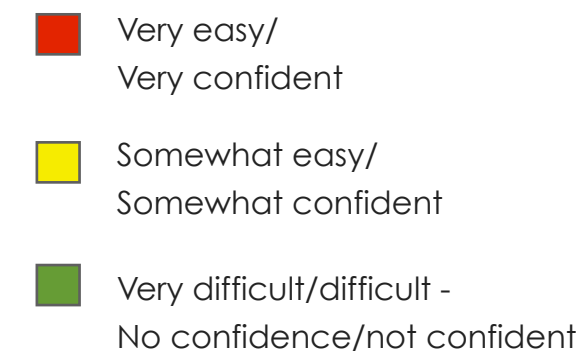 Very easy/
Very confident
Somewhat easy/
Somewhat confident
Very difficult/difficult -
No confidence/not confident